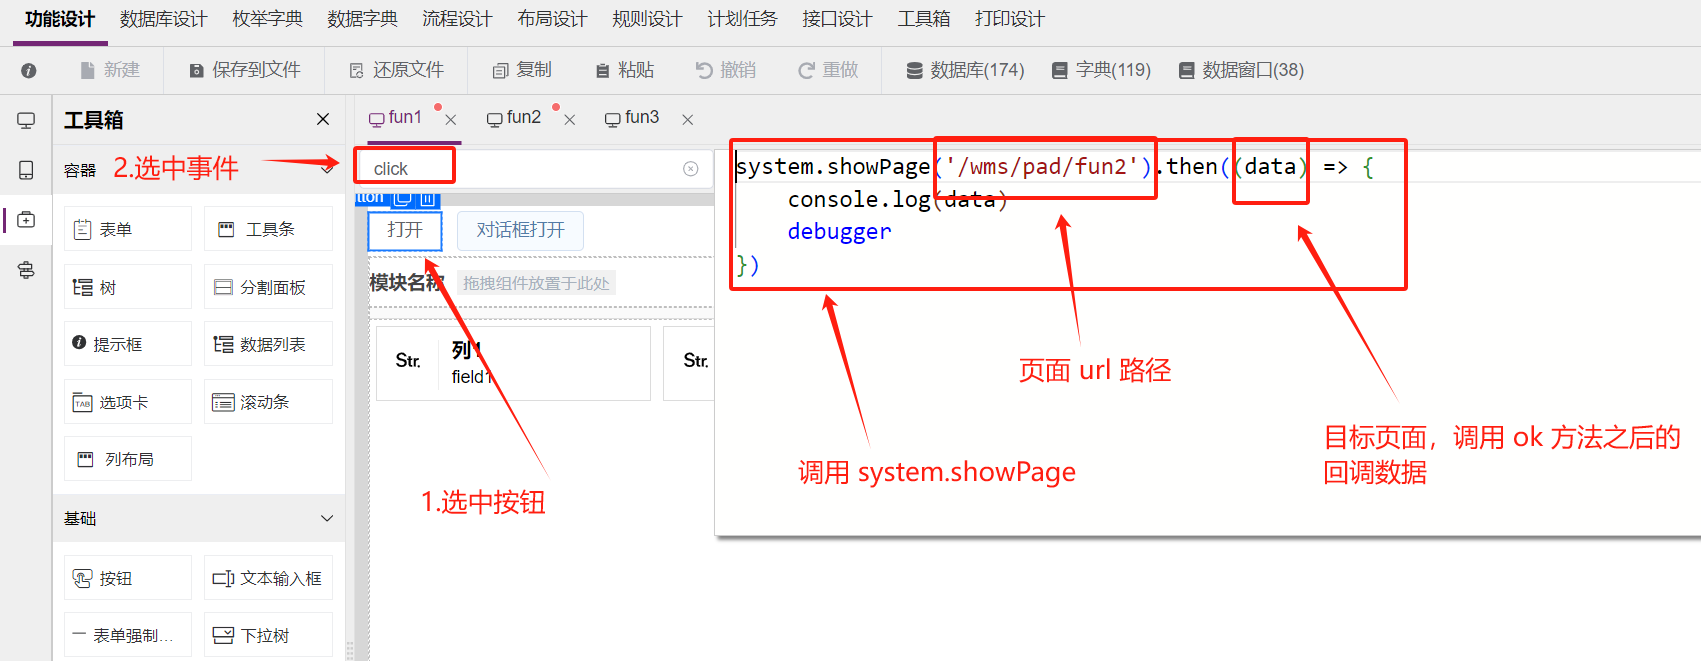 功能设计 数据库设计 枚举字典 数据字典 流程设计 布局设计 规则设计 计划任务 接口设计 工具箱 打印设计
新建 保存到文件 还原文件 复制 粘贴 撤销 重做 数据库(174) 字典(119) 数据窗口(38)
工具箱
fun1 fun2 fun3
容器
2.选中事件
click
system.showPage('/wms/pad/fun2').then((data) => {
console.log(data)
debugger
})
表单 工具条
打开 对话框打开
树 分割面板
模块名称 拖拽组件放置于此处
提示框 数据列表
Str. 列1
field1
Str.
页面 url 路径
选项卡 滚动条
TAB
列布局
调用 system.showPage
目标页面，调用 ok 方法之后的
回调数据
1.选中按钮
基础
按钮 文本输入框
表单强制... 下拉树